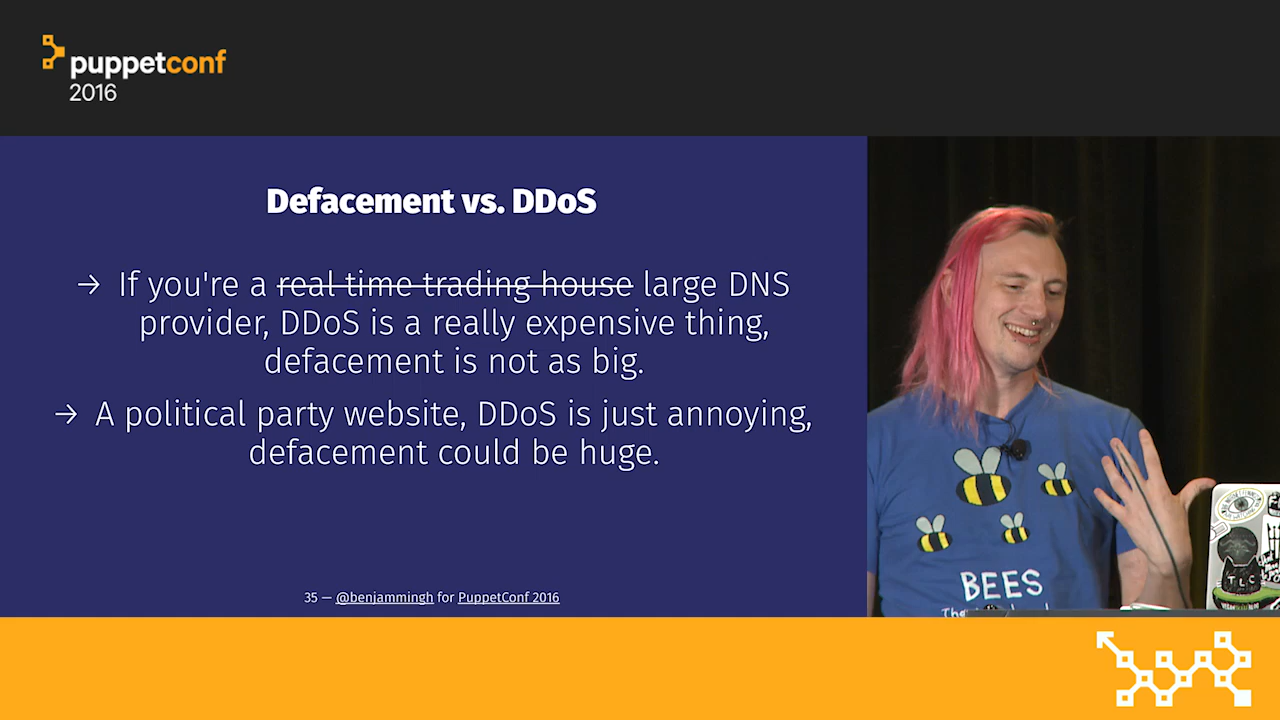 puppetconf
2016
Defacement vs. DDoS
→ If you're a real time trading house large DNS
provider, DDoS is a really expensive thing,
defacement is not as big.
→ A political party website, DDoS is just annoying,
defacement could be huge.
35 — @benjammingh for PuppetConf 2016
BEES
TLC